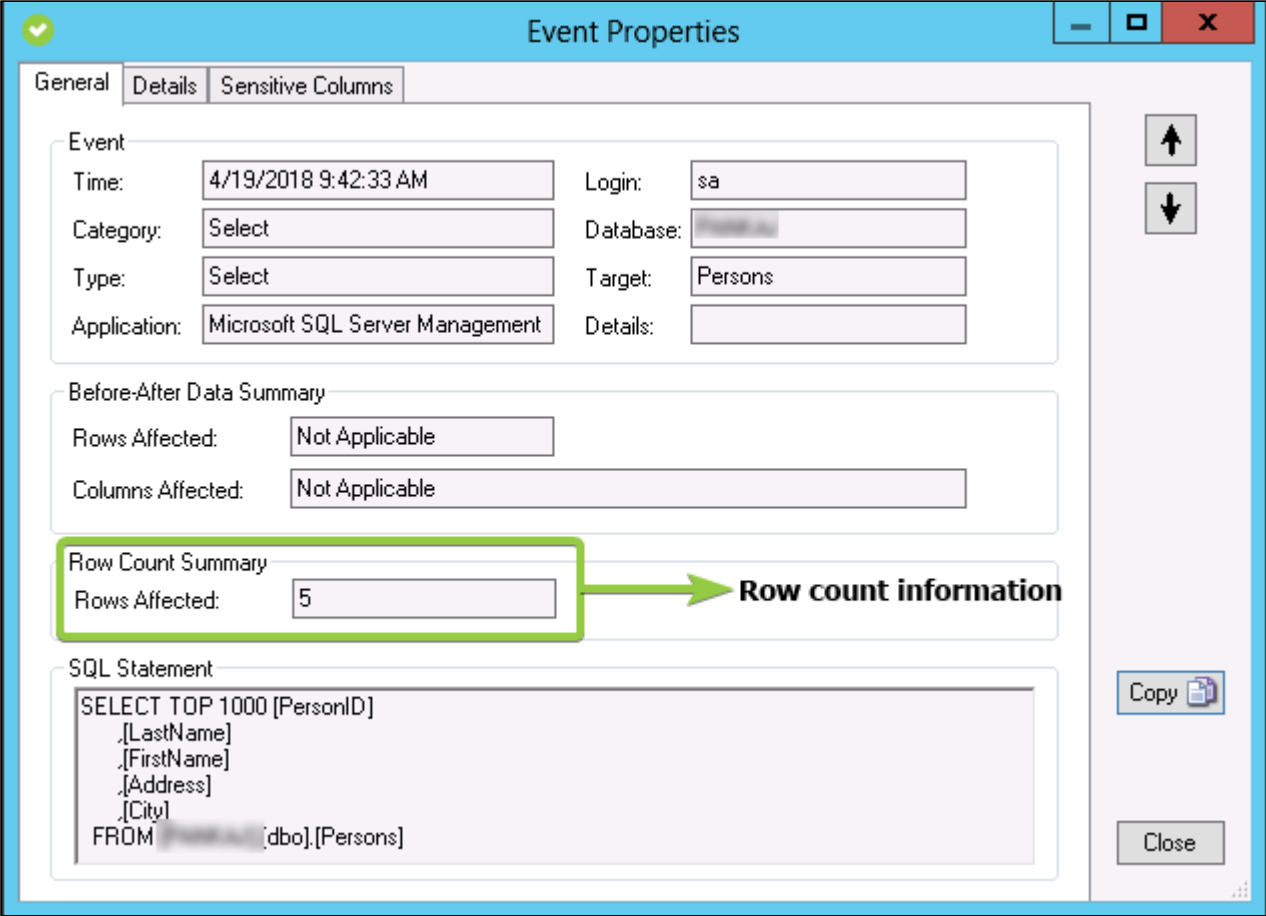 Event Properties
General Details Sensitive Columns
Event
Time: 4/19/2018 9:42:33 AM Login: sa
Category: Select Database:
Type: Select Target: Persons
Application: Microsoft SQL Server Management Details:
Before-After Data Summary
Rows Affected: Not Applicable
Columns Affected: Not Applicable
Row Count Summary
Rows Affected: 5 Row count information
SQL Statement
SELECT TOP 1000 [PersonID]
,[LastName]
,[FirstName]
,[Address]
,[City]
FROM [dbo].[Persons]
Copy
Close